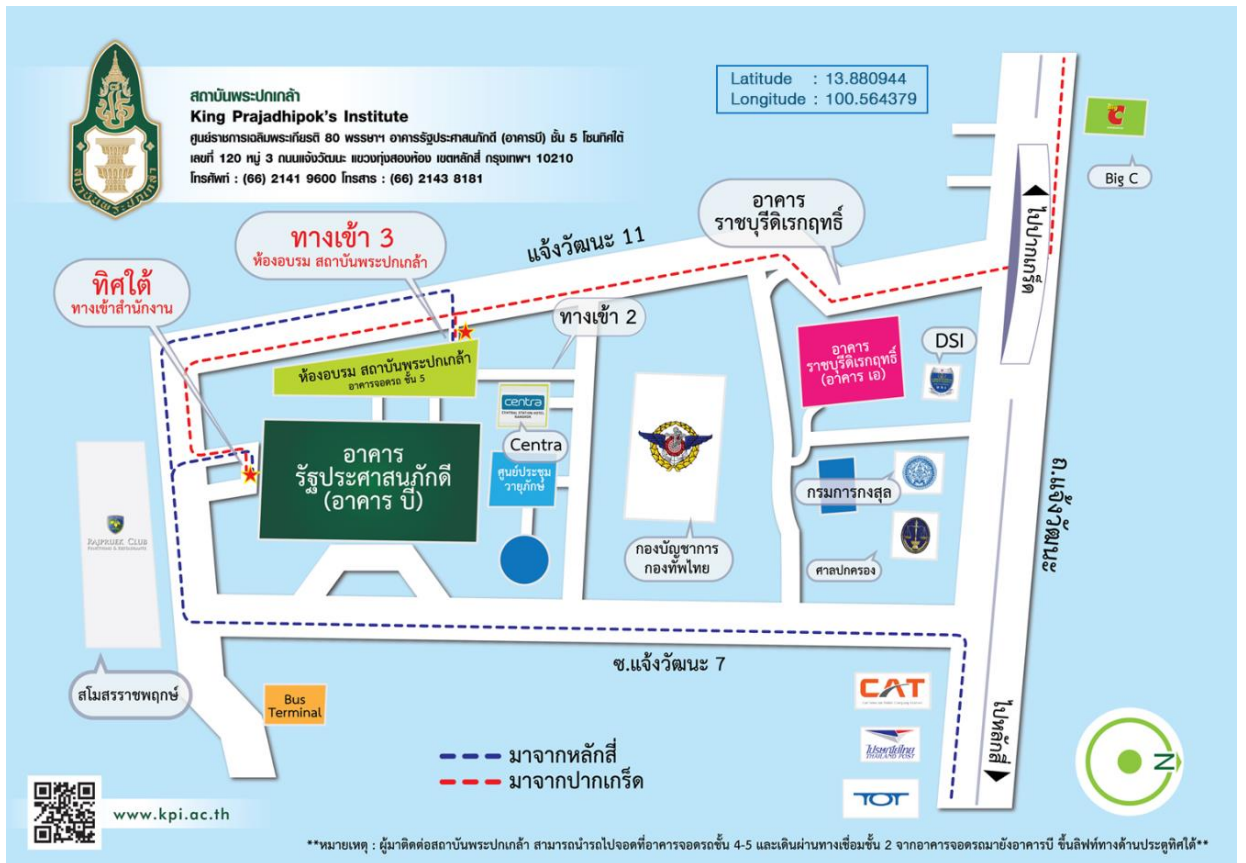 สถาบันพระปกเกล้า
King Prajadhipok's Institute
ศูนย์ราชการเฉลิมพระเกียรติ 80 พรรษาฯ อาคารรัฐประศาสนภักดี (อาคารบี) ชั้น 5 โซนทิศใต้
เลขที่ 120 หมู่ 3 ถนนแจ้งวัฒนะ แขวงทุ่งสองห้อง เขตหลักสี่ กรุงเทพฯ 10210
โทรศัพท์ : (66) 2141 9600 โทรสาร : (66) 2143 8181
สถาบันพระปกเกล้า
Latitude : 13.880944
Longitude : 100.564379
Big C
ไปปากเกร็ด
อาคาร
ราชบุรีดิเรกฤทธิ์
แจ้งวัฒนะ 11
ทางเข้า 3
ห้องอบรม สถาบันพระปกเกล้า
ทิศใต้
ทางเข้าสำนักงาน
ทางเข้า 2
ห้องอบรม สถาบันพระปกเกล้า
อาคารจอดรถ ชั้น 5
อาคาร
ราชบุรีดิเรกฤทธิ์
(อาคาร เอ)
DSI
centra
Centra
อาคาร
รัฐประศาสนภักดี
(อาคาร บี)
ศูนย์ประชุม
วายุภักษ์
กรมการกงสุล
ถ.แจ้งวัฒนะ
RAJPRUEK CLUB
กองบัญชาการ
กองทัพไทย
ศาลปกครอง
ซ.แจ้งวัฒนะ 7
สโมสรราชพฤกษ์
Bus
Terminal
CAT
ไปรษณีย์ไทย
THAILAND POST
TOT
ไปหลักสี่
N
มาจากหลักสี่
มาจากปากเกร็ด
www.kpi.ac.th
**หมายเหตุ : ผู้มาติดต่อสถาบันพระปกเกล้า สามารถนำรถไปจอดที่อาคารจอดรถชั้น 4-5 และเดินผ่านทางเชื่อมชั้น 2 จากอาคารจอดรถมายังอาคารบี ขึ้นลิฟท์ทางด้านประตูทิศใต้**